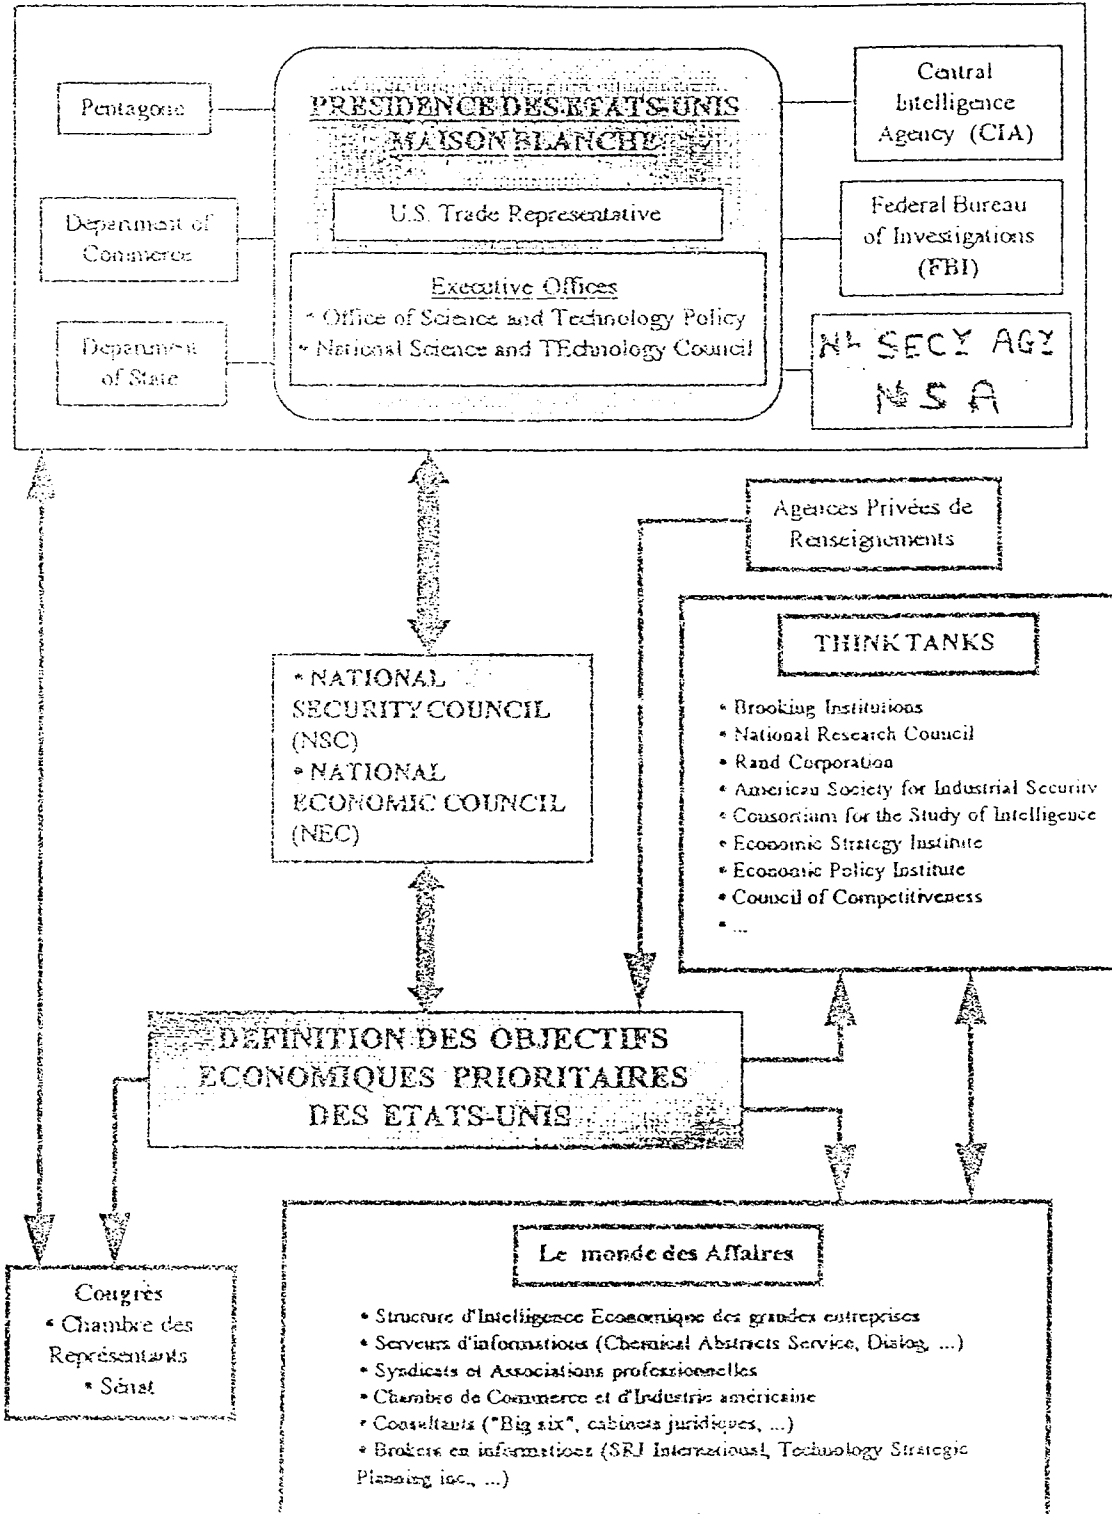 PRESIDENCE DES ETATS-UNIS
MAISON BLANCHE
U.S. Trade Representative
Executive Offices
• Office of Science and Technology Policy
• National Science and TEchnology Council
Pentagone
Department of
Commerce
Department
of State
Central
Intelligence
Agency (CIA)
Federal Bureau
of Investigations
(FBI)
NL SECY AGY
NSA
Agences Privées de
Renseignements
THINK TANKS
• Brooking Institutions
• National Research Council
• Rand Corporation
• American Society for Industrial Security
• Consortium for the Study of Intelligence
• Economic Strategy Institute
• Economic Policy Institute
• Council of Competitiveness
• ...
• NATIONAL
SECURITY COUNCIL
(NSC)
• NATIONAL
ECONOMIC COUNCIL
(NEC)
DEFINITION DES OBJECTIFS
ECONOMIQUES PRIORITAIRES
DES ETATS-UNIS
Congrès
• Chambre des
Représentants
• Sénat
Le monde des Affaires
• Structure d'Intelligence Economique des grandes entreprises
• Serveurs d'informations (Chemical Abstracts Service, Dialog, ...)
• Syndicats et Associations professionnelles
• Chambre de Commerce et d'Industrie américaine
• Consultants ("Big six", cabinets juridiques, ...)
• Brokers en informations (SRJ International, Technology Strategic
Planning inc., ...)